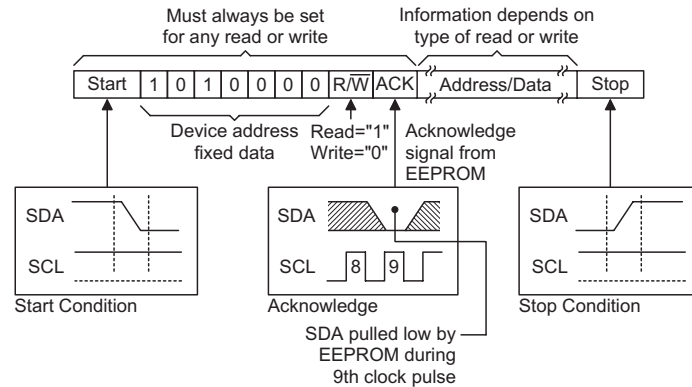 Must always be set
for any read or write
Information depends on
type of read or write
Start 1 0 1 0 0 0 0 R/W̅ ACK Address/Data Stop
Device address
fixed data
Read="1"
Write="0"
Acknowledge
signal from
EEPROM
SDA
SCL
Start Condition
SDA
SCL 8 9
Acknowledge
SDA
SCL
Stop Condition
SDA pulled low by
EEPROM during
9th clock pulse